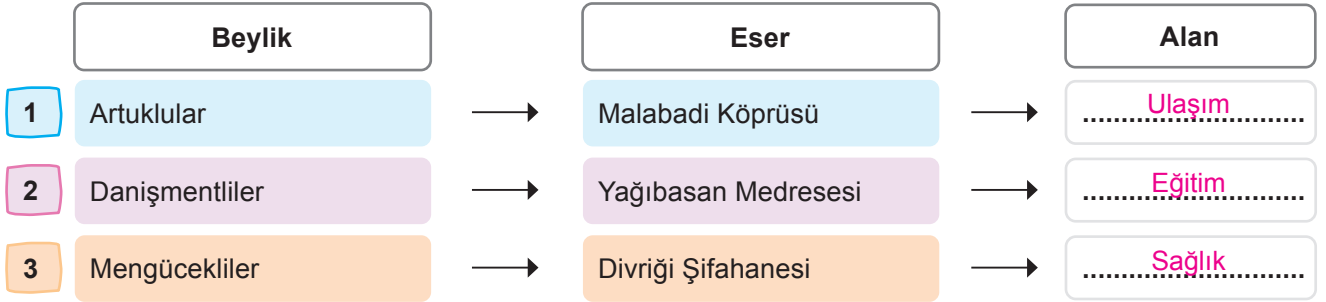 Beylik Eser Alan
1 Artuklular Malabadi Köprüsü Ulaşım
2 Danişmentliler Yağıbasan Medresesi Eğitim
3 Mengücekliler Divriği Şifahanesi Sağlık